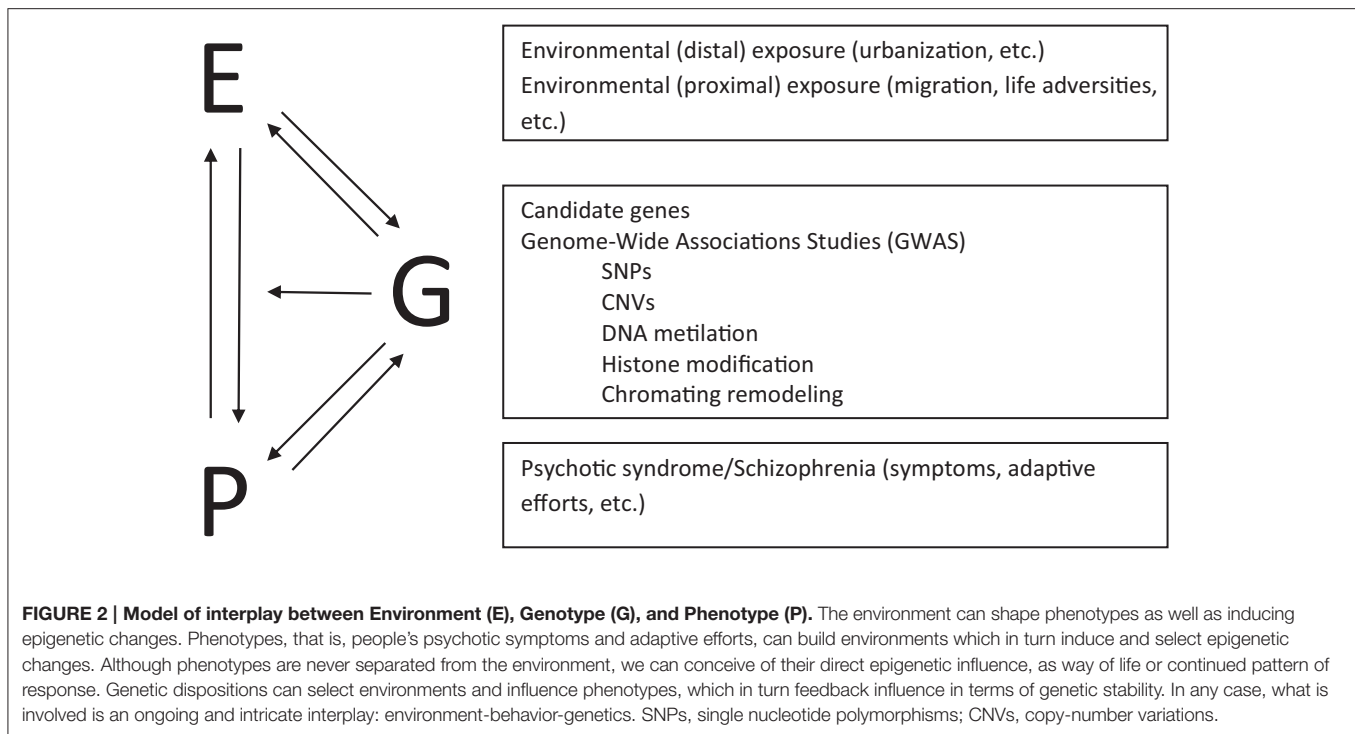 E
Environmental (distal) exposure (urbanization, etc.)
Environmental (proximal) exposure (migration, life adversities,
etc.)
G
Candidate genes
Genome-Wide Associations Studies (GWAS)
SNPs
CNVs
DNA metilation
Histone modification
Chromating remodeling
P
Psychotic syndrome/Schizophrenia (symptoms, adaptive
efforts, etc.)
FIGURE 2 | Model of interplay between Environment (E), Genotype (G), and Phenotype (P). The environment can shape phenotypes as well as inducing
epigenetic changes. Phenotypes, that is, people's psychotic symptoms and adaptive efforts, can build environments which in turn induce and select epigenetic
changes. Although phenotypes are never separated from the environment, we can conceive of their direct epigenetic influence, as way of life or continued pattern of
response. Genetic dispositions can select environments and influence phenotypes, which in turn feedback influence in terms of genetic stability. In any case, what is
involved is an ongoing and intricate interplay: environment-behavior-genetics. SNPs, single nucleotide polymorphisms; CNVs, copy-number variations.